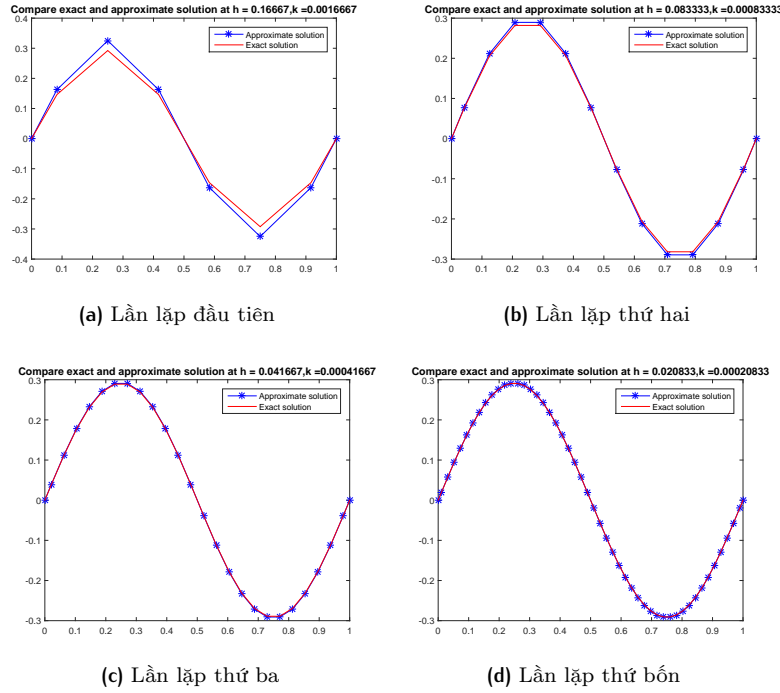 Compare exact and approximate solution at h = 0.16667,k =0.0016667
0.4
0.3
0.2
0.1
0
-0.1
-0.2
-0.3
-0.4
0 0.1 0.2 0.3 0.4 0.5 0.6 0.7 0.8 0.9 1
Approximate solution
Exact solution
(a) Lần lặp đầu tiên
Compare exact and approximate solution at h = 0.083333,k =0.00083333
0.3
0.2
0.1
0
-0.1
-0.2
-0.3
0 0.1 0.2 0.3 0.4 0.5 0.6 0.7 0.8 0.9 1
Approximate solution
Exact solution
(b) Lần lặp thứ hai
Compare exact and approximate solution at h = 0.041667,k =0.00041667
0.3
0.2
0.1
0
-0.1
-0.2
-0.3
0 0.1 0.2 0.3 0.4 0.5 0.6 0.7 0.8 0.9 1
Approximate solution
Exact solution
(c) Lần lặp thứ ba
Compare exact and approximate solution at h = 0.020833,k =0.00020833
0.3
0.2
0.1
0
-0.1
-0.2
-0.3
0 0.1 0.2 0.3 0.4 0.5 0.6 0.7 0.8 0.9 1
Approximate solution
Exact solution
(d) Lần lặp thứ bốn